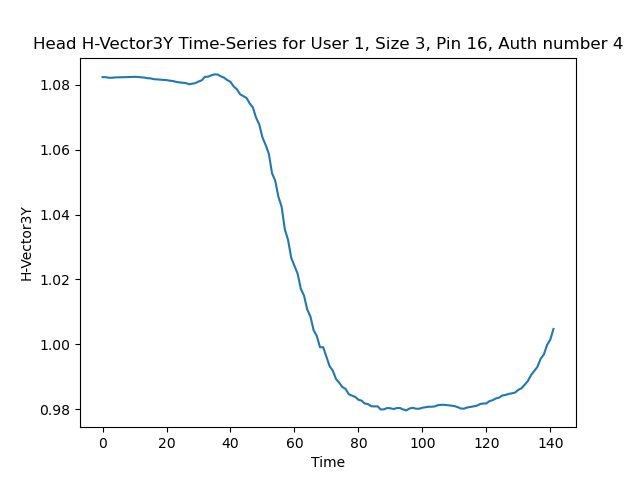 Head H-Vector3Y Time-Series for User 1, Size 3, Pin 16, Auth number 4
H-Vector3Y
1.08
1.06
1.04
1.02
1.00
0.98
0 20 40 60 80 100 120 140
Time